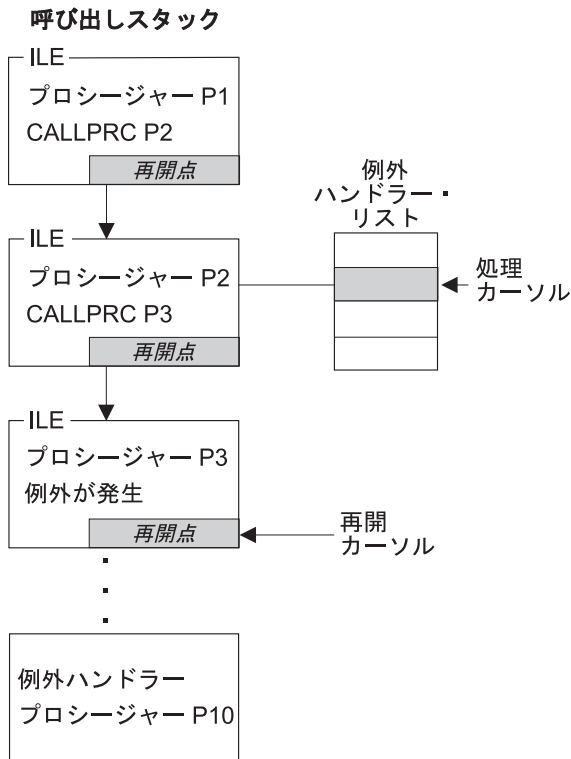 呼び出しスタック
ILE
プロシージャー P1
CALLPRC P2
再開点
例外
ハンドラー・
リスト
ILE
プロシージャー P2
CALLPRC P3
再開点
処理
カーソル
ILE
プロシージャー P3
例外が発生
再開点
再開
カーソル
例外ハンドラー
プロシージャー P10